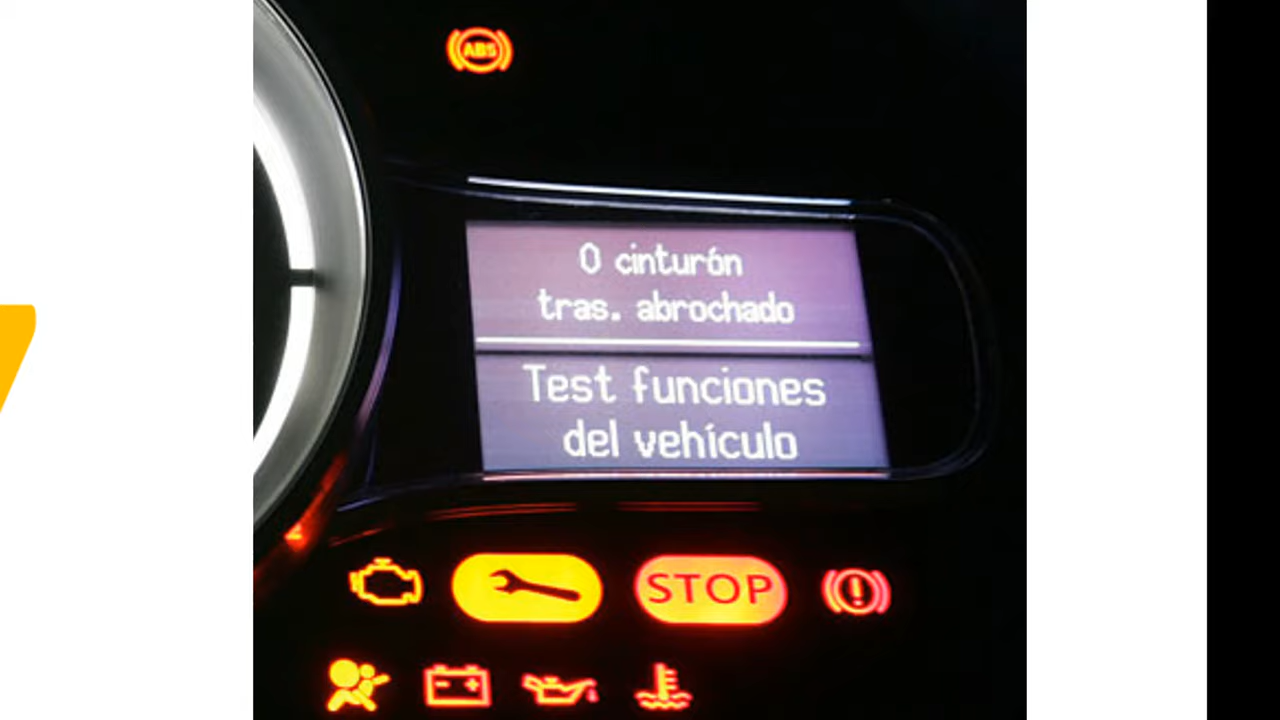 ABS
0 cinturón
tras. abrochado
Test funciones
del vehículo
STOP